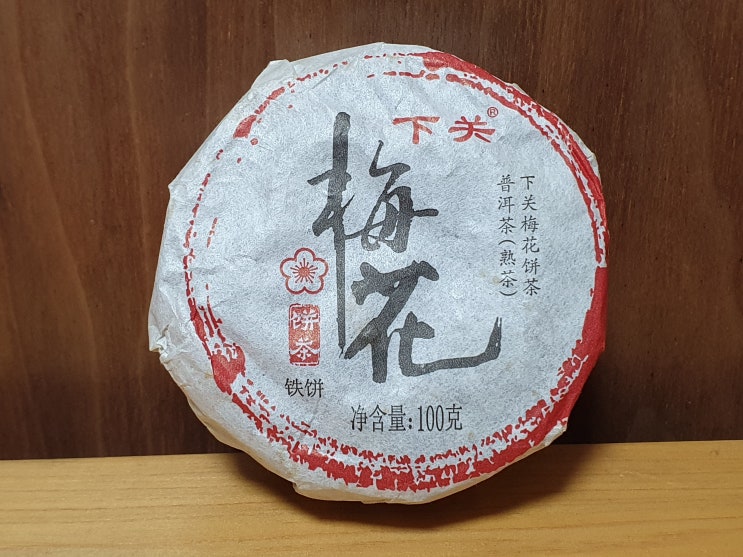 下关®
梅花
下关梅花饼茶
普洱茶(熟茶)
饼茶
铁饼
净含量:100克